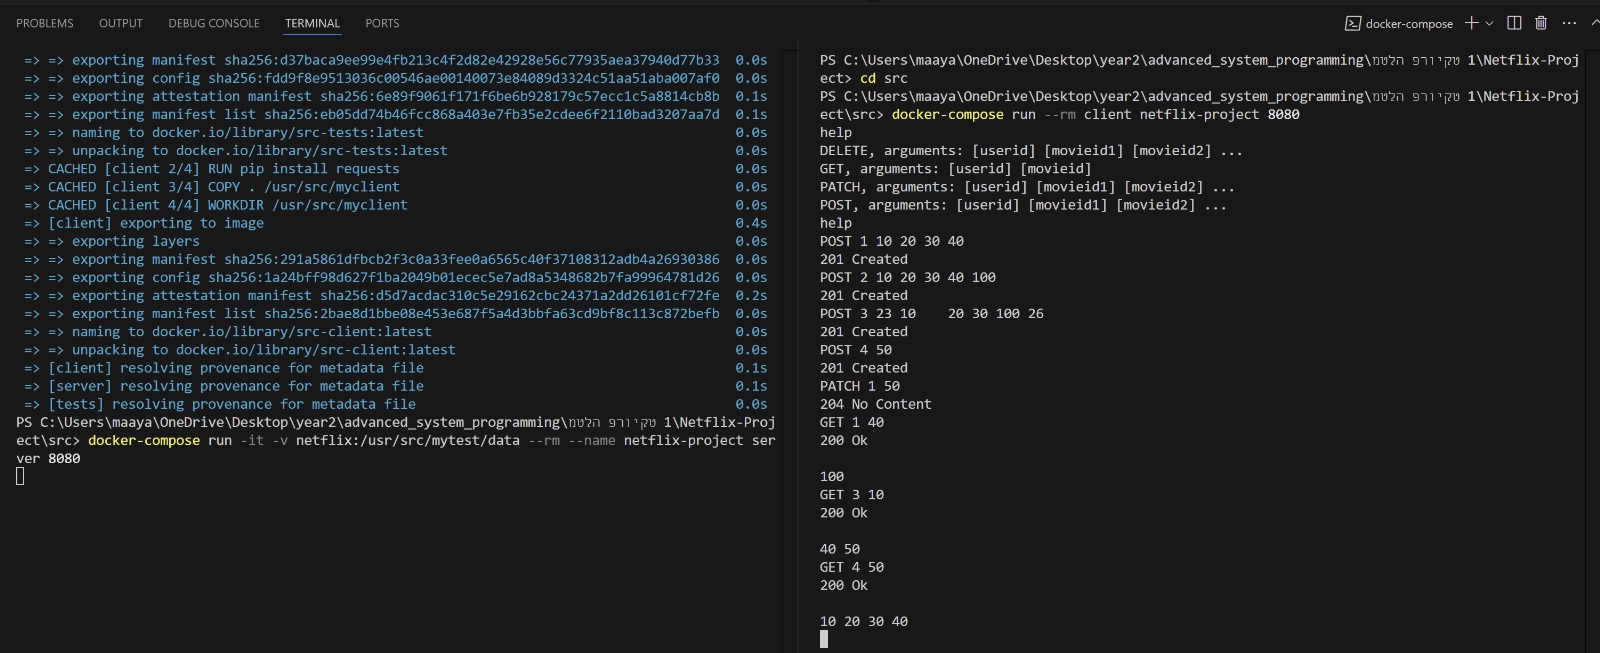 PROBLEMS OUTPUT DEBUG CONSOLE TERMINAL PORTS
docker-compose
=> => exporting manifest sha256:d37baca9ee99e4fb213c4f2d82e42928e56c77935aea37940d77b33 0.0s
=> => exporting config sha256:fdd9f8e9513036c00546ae00140073e84089d3324c51aa51aba007af0 0.0s
=> => exporting attestation manifest sha256:6e89f9061f171f6be6b928179c57ecc1c5a8814cb8b 0.1s
=> => exporting manifest list sha256:eb05dd74b46fcc868a403e7fb35e2cdee6f2110bad3207aa7d 0.1s
=> => naming to docker.io/library/src-tests:latest 0.0s
=> => unpacking to docker.io/library/src-tests:latest 0.0s
=> CACHED [client 2/4] RUN pip install requests 0.0s
=> CACHED [client 3/4] COPY . /usr/src/myclient 0.0s
=> CACHED [client 4/4] WORKDIR /usr/src/myclient 0.0s
=> [client] exporting to image 0.4s
=> => exporting layers 0.0s
=> => exporting manifest sha256:291a5861dfbcb2f3c0a33fee0a6565c40f37108312adb4a26930386 0.0s
=> => exporting config sha256:1a24bff98d627f1ba2049b01ecec5e7ad8a5348682b7fa99964781d26 0.0s
=> => exporting attestation manifest sha256:d5d7acdac310c5e29162cbc24371a2dd26101cf72fe 0.2s
=> => exporting manifest list sha256:2bae8d1bbe08e453e687f5a4d3bbfa63cd9bf8c113c872befb 0.0s
=> => naming to docker.io/library/src-client:latest 0.0s
=> => unpacking to docker.io/library/src-client:latest 0.0s
=> [client] resolving provenance for metadata file 0.1s
=> [server] resolving provenance for metadata file 0.1s
=> [tests] resolving provenance for metadata file 0.0s
PS C:\Users\maaya\OneDrive\Desktop\year2\advanced_system_programming\מטלה פרויקט 1\Netflix-Proj
ect\src> docker-compose run -it -v netflix:/usr/src/mytest/data --rm --name netflix-project ser
ver 8080
PS C:\Users\maaya\OneDrive\Desktop\year2\advanced_system_programming\מטלה פרויקט 1\Netflix-Proj
ect> cd src
PS C:\Users\maaya\OneDrive\Desktop\year2\advanced_system_programming\מטלה פרויקט 1\Netflix-Proj
ect\src> docker-compose run --rm client netflix-project 8080
help
DELETE, arguments: [userid] [movieid1] [movieid2] ...
GET, arguments: [userid] [movieid]
PATCH, arguments: [userid] [movieid1] [movieid2] ...
POST, arguments: [userid] [movieid1] [movieid2] ...
help
POST 1 10 20 30 40
201 Created
POST 2 10 20 30 40 100
201 Created
POST 3 23 10    20 30 100 26
201 Created
POST 4 50
201 Created
PATCH 1 50
204 No Content
GET 1 40
200 Ok
100
GET 3 10
200 Ok
40 50
GET 4 50
200 Ok
10 20 30 40